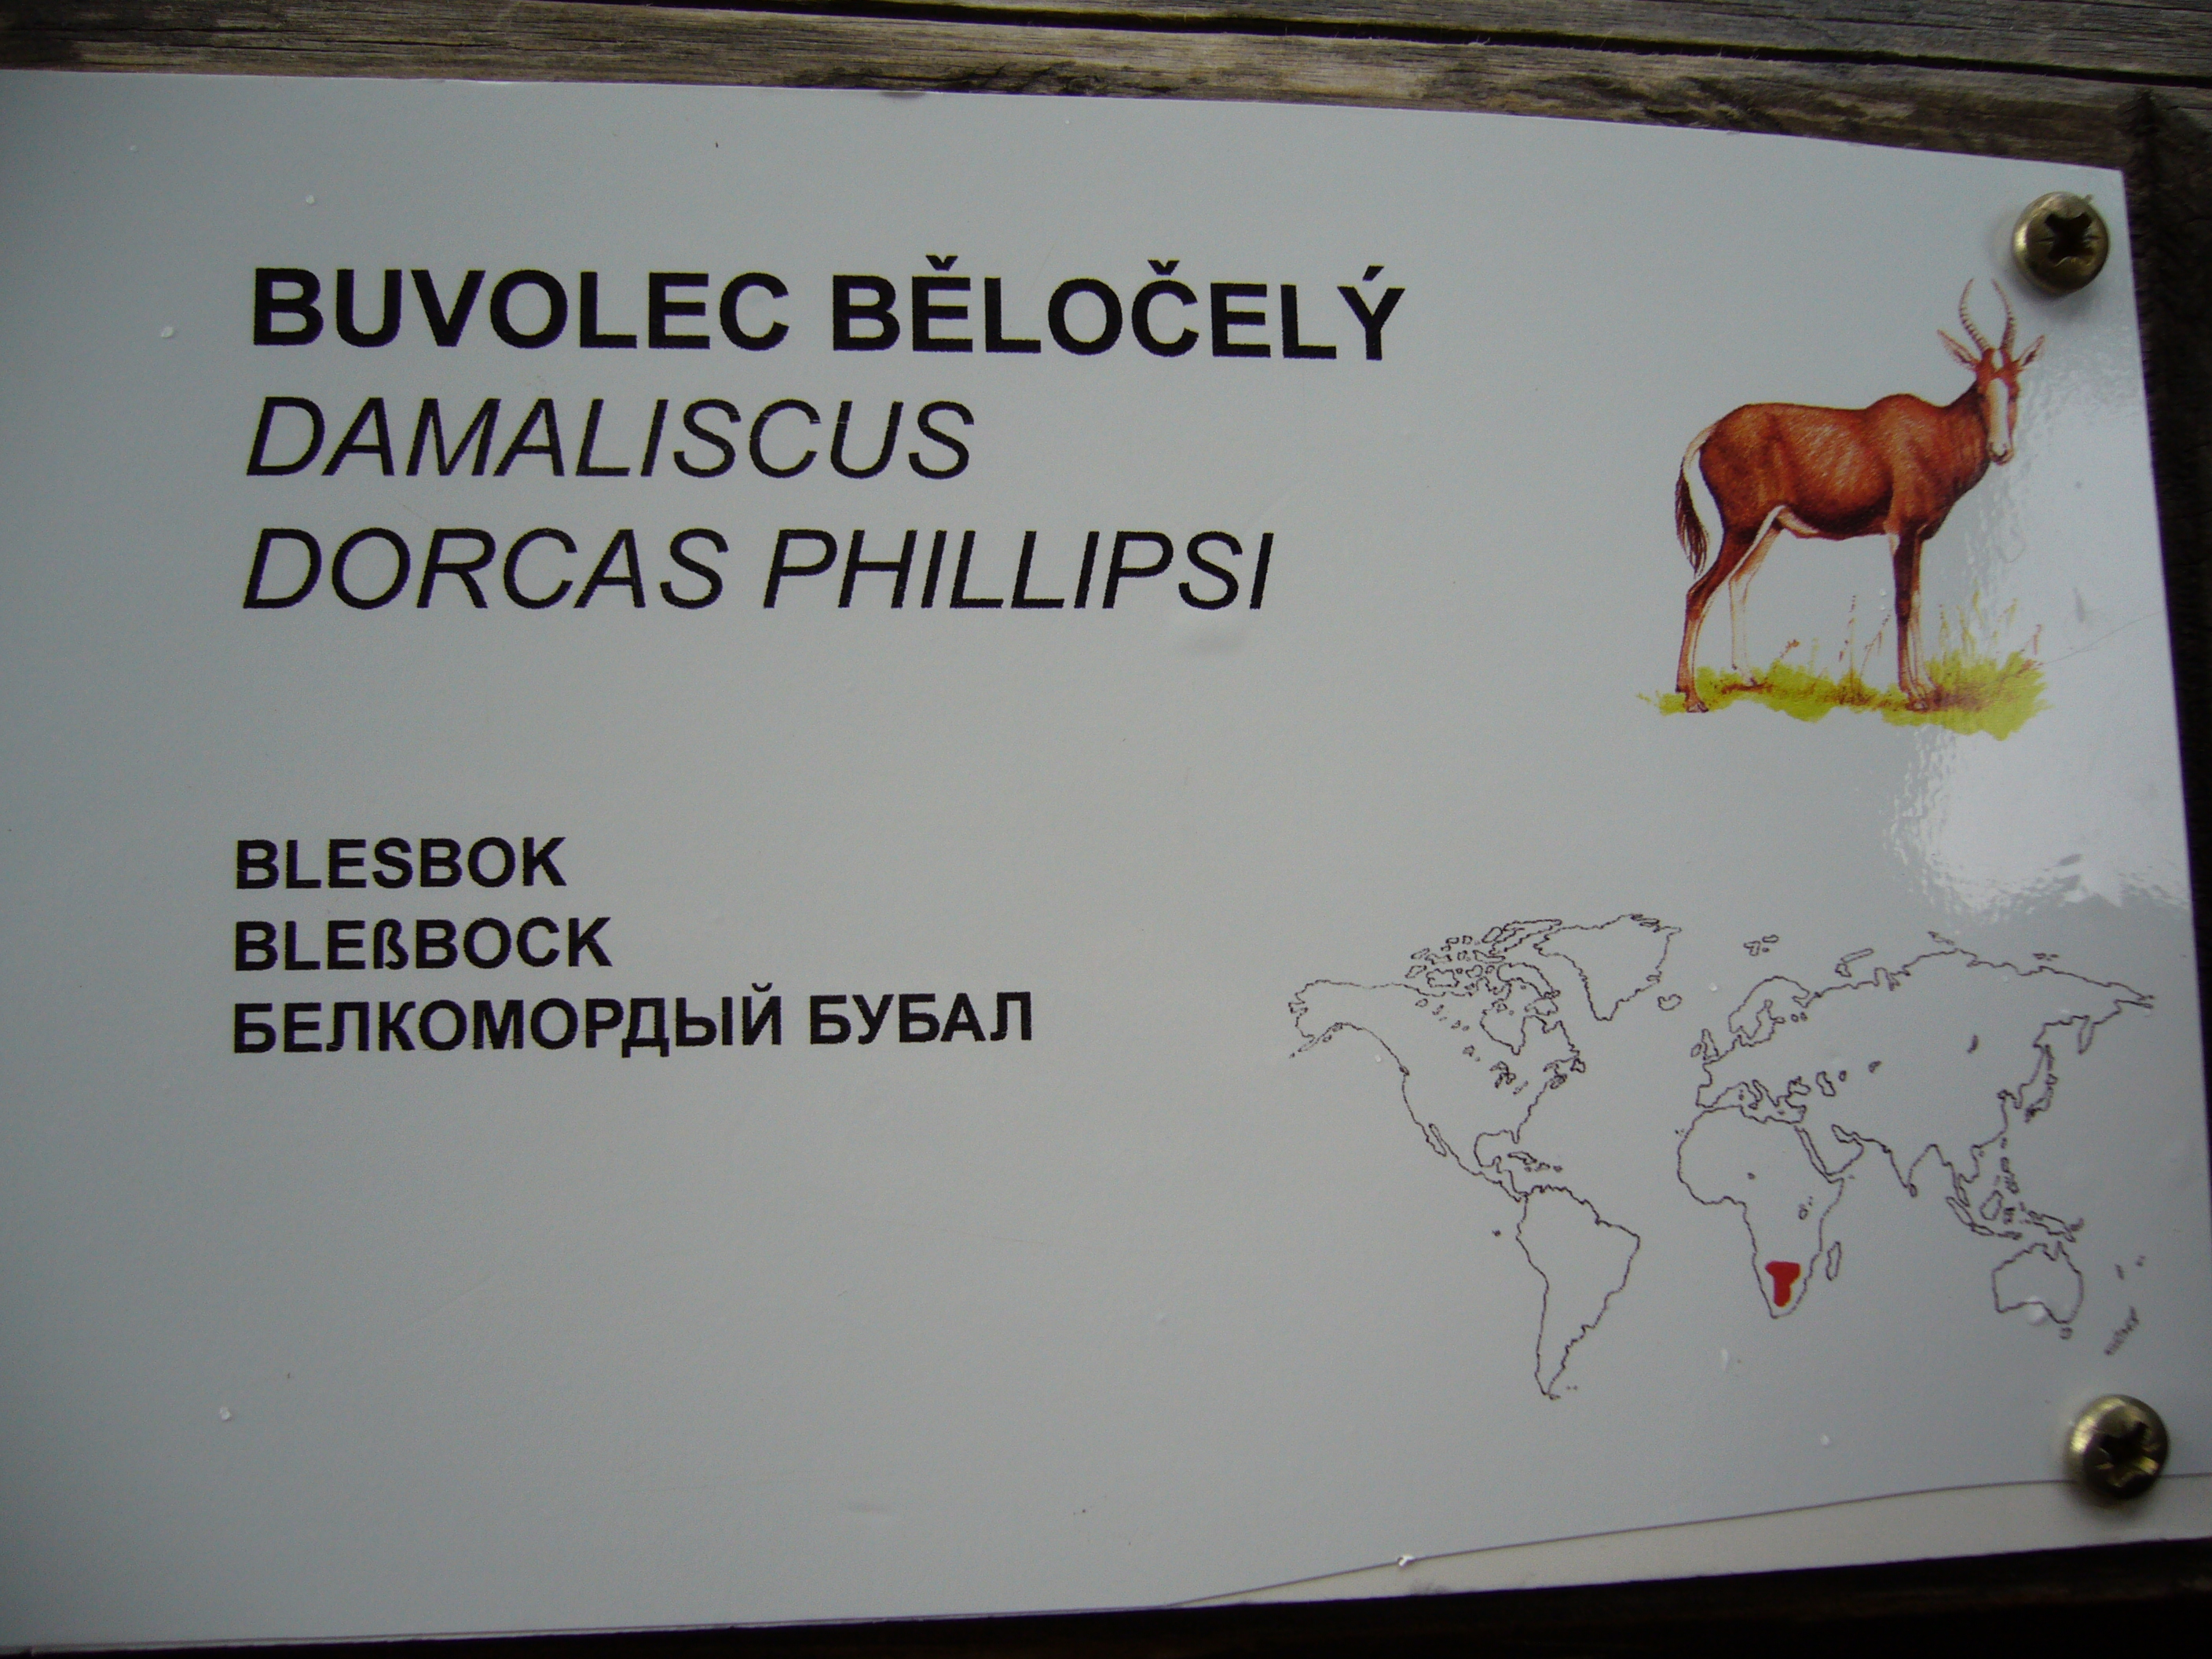 BUVOLEC BĚLOČELÝ
DAMALISCUS
DORCAS PHILLIPSI
BLESBOK
BLEßBOCK
БЕЛКОМОРДЫЙ БУБАЛ